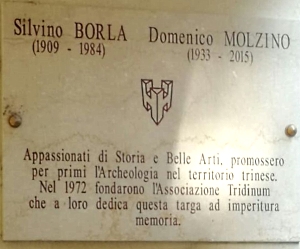 Silvino BORLA Domenico MOLZINO
(1909 - 1984) (1933 - 2015)
Appassionati di Storia e Belle Arti, promossero
per primi l'Archeologia nel territorio trinese.
Nel 1972 fondarono l'Associazione Tridinum
che a loro dedica questa targa ad imperitura
memoria.